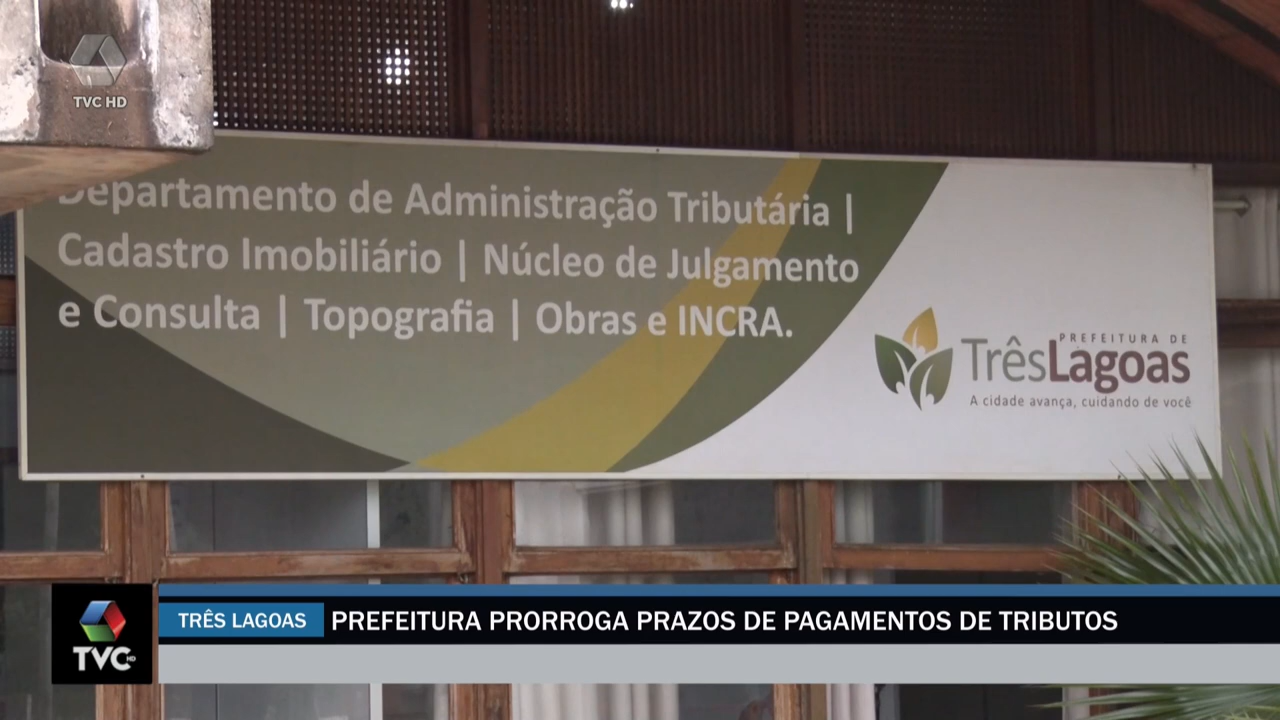 TVC HD
Departamento de Administração Tributária |
Cadastro Imobiliário | Núcleo de Julgamento
e Consulta | Topografia | Obras e INCRA.
PREFEITURA DE
TrêsLagoas
A cidade avança, cuidando de você
TRÊS LAGOAS PREFEITURA PRORROGA PRAZOS DE PAGAMENTOS DE TRIBUTOS
TVC HD